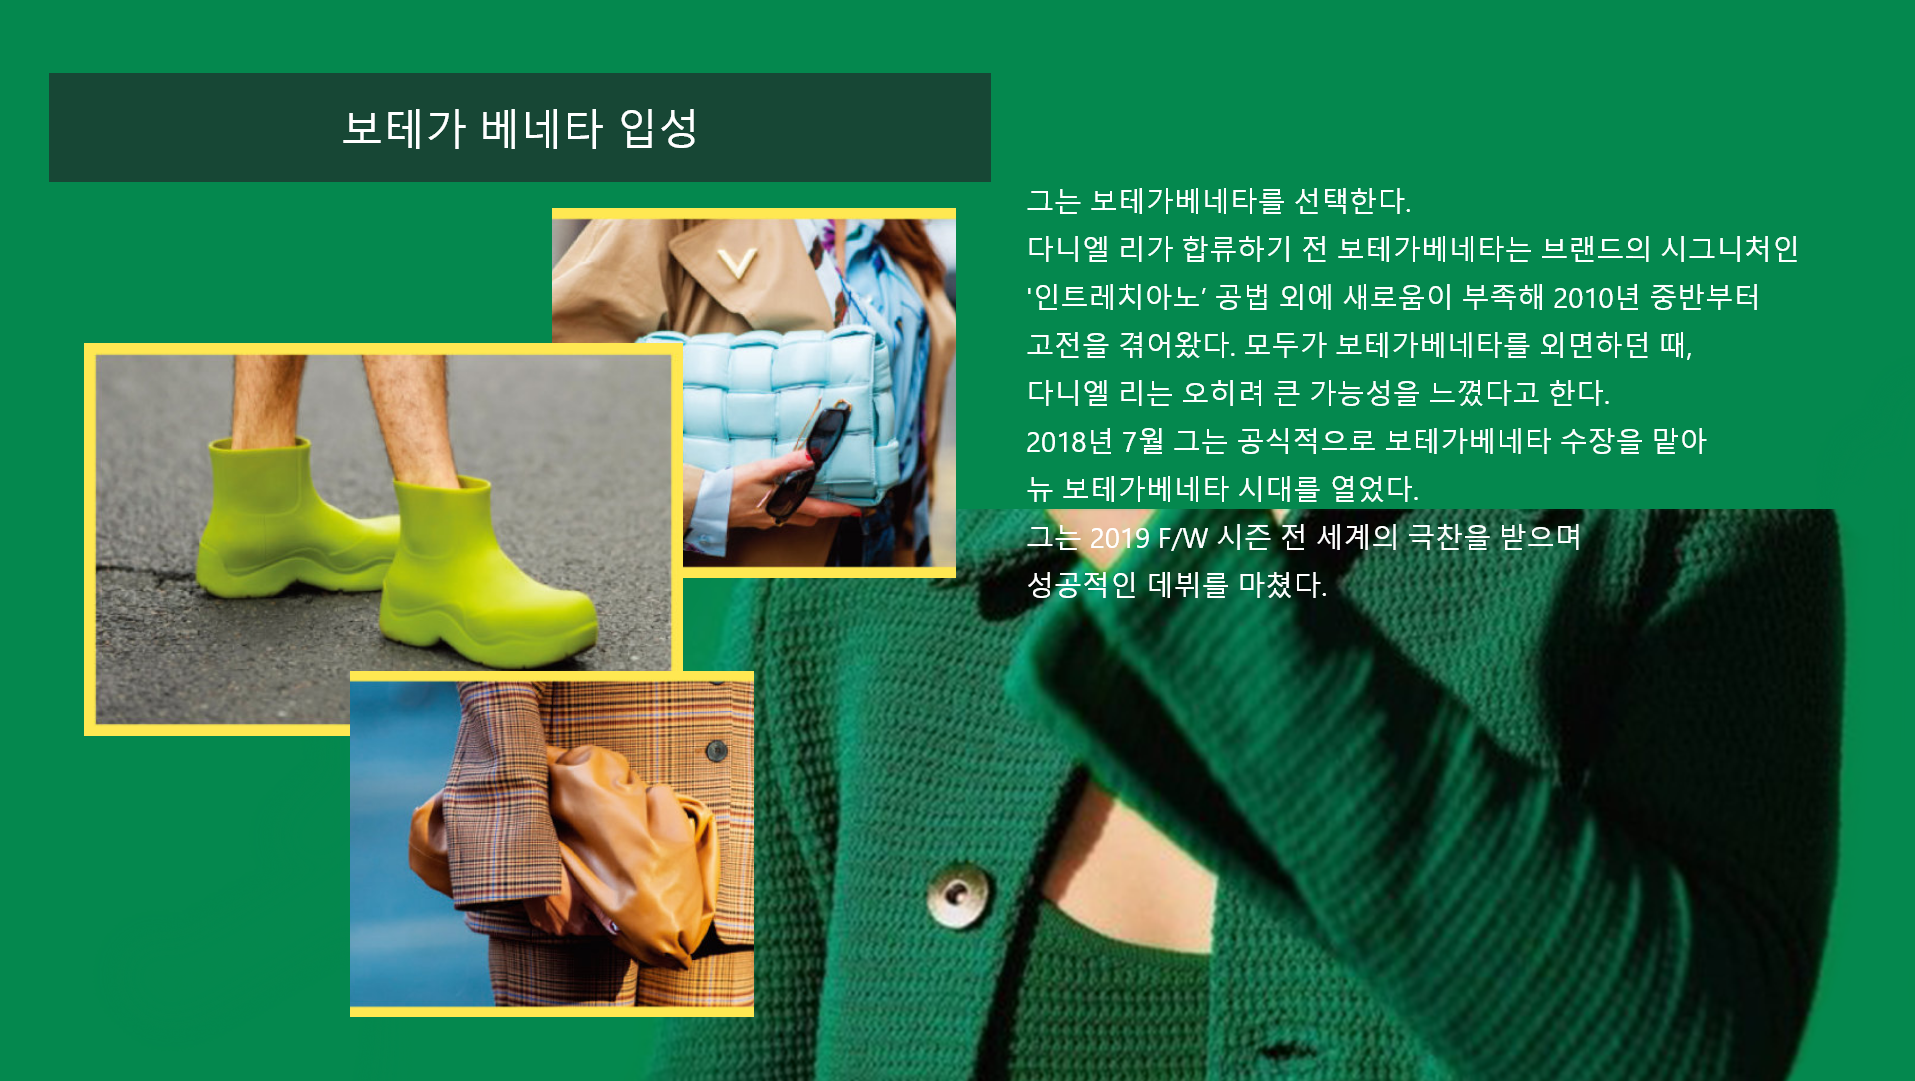 보테가 베네타 입성
그는 보테가베네타를 선택한다.
다니엘 리가 합류하기 전 보테가베네타는 브랜드의 시그니처인
'인트레치아노’ 공법 외에 새로움이 부족해 2010년 중반부터
고전을 겪어왔다. 모두가 보테가베네타를 외면하던 때,
다니엘 리는 오히려 큰 가능성을 느꼈다고 한다.
2018년 7월 그는 공식적으로 보테가베네타 수장을 맡아
뉴 보테가베네타 시대를 열었다.
그는 2019 F/W 시즌 전 세계의 극찬을 받으며
성공적인 데뷔를 마쳤다.